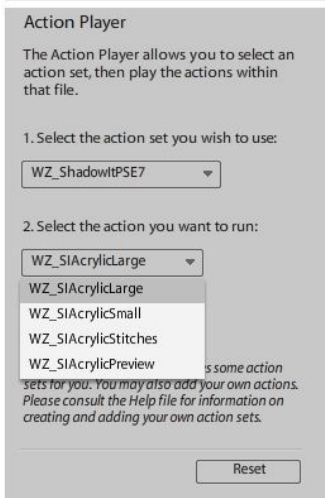 Action Player
The Action Player allows you to select an
action set, then play the actions within
that file.
1. Select the action set you wish to use:
WZ_ShadowItPSE7
2. Select the action you want to run:
WZ_SIAcrylicLarge
WZ_SIAcrylicLarge
WZ_SIAcrylicSmall
WZ_SIAcrylicStitches
WZ_SIAcrylicPreview
some action
sets for you. You may also add your own actions.
Please consult the Help file for information on
creating and adding your own action sets.
Reset